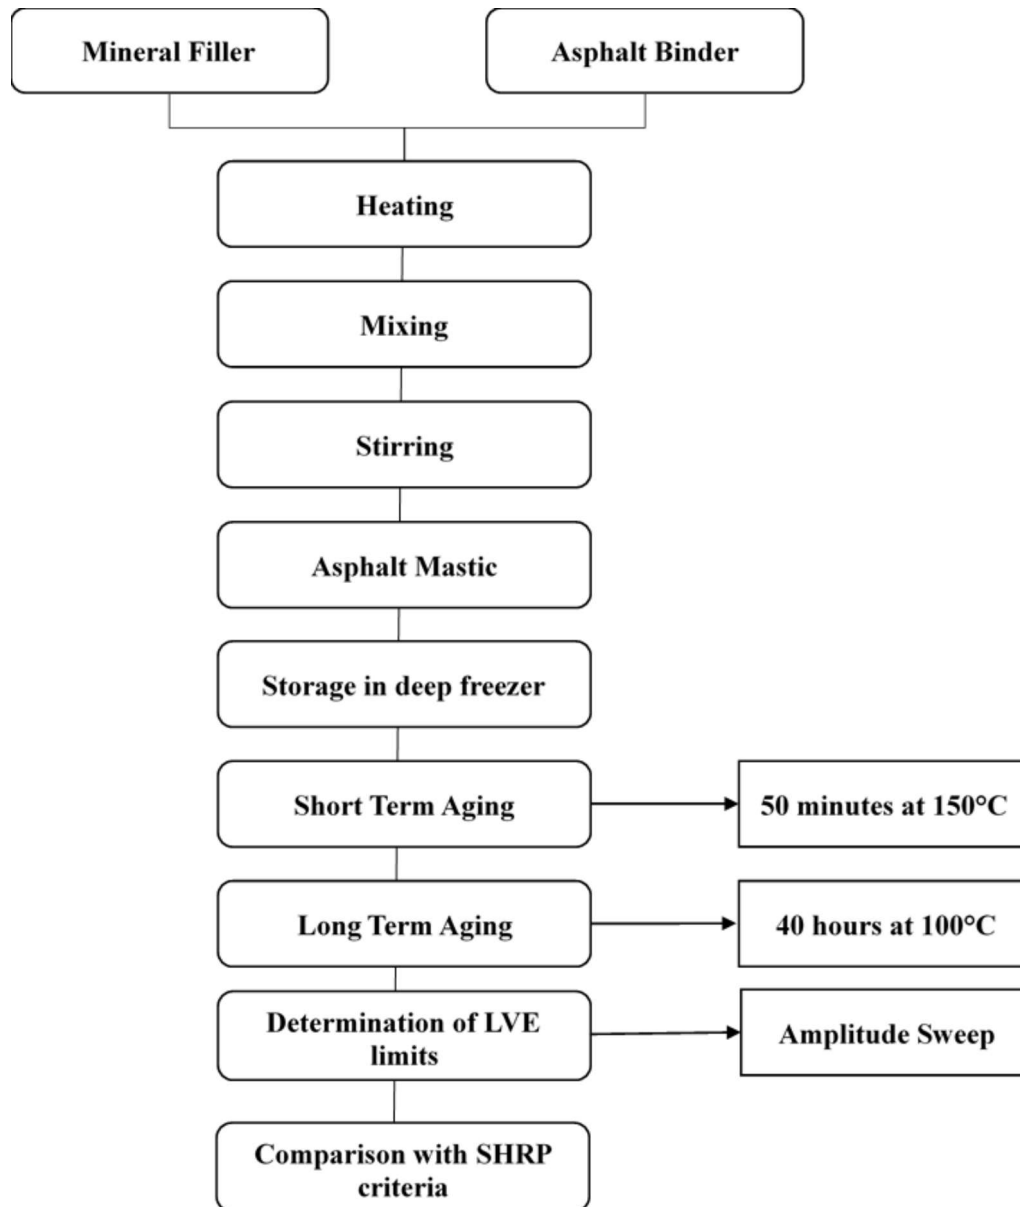 Mineral Filler
Asphalt Binder
Heating
Mixing
Stirring
Asphalt Mastic
Storage in deep freezer
Short Term Aging
50 minutes at 150°C
Long Term Aging
40 hours at 100°C
Determination of LVE
limits
Amplitude Sweep
Comparison with SHRP
criteria